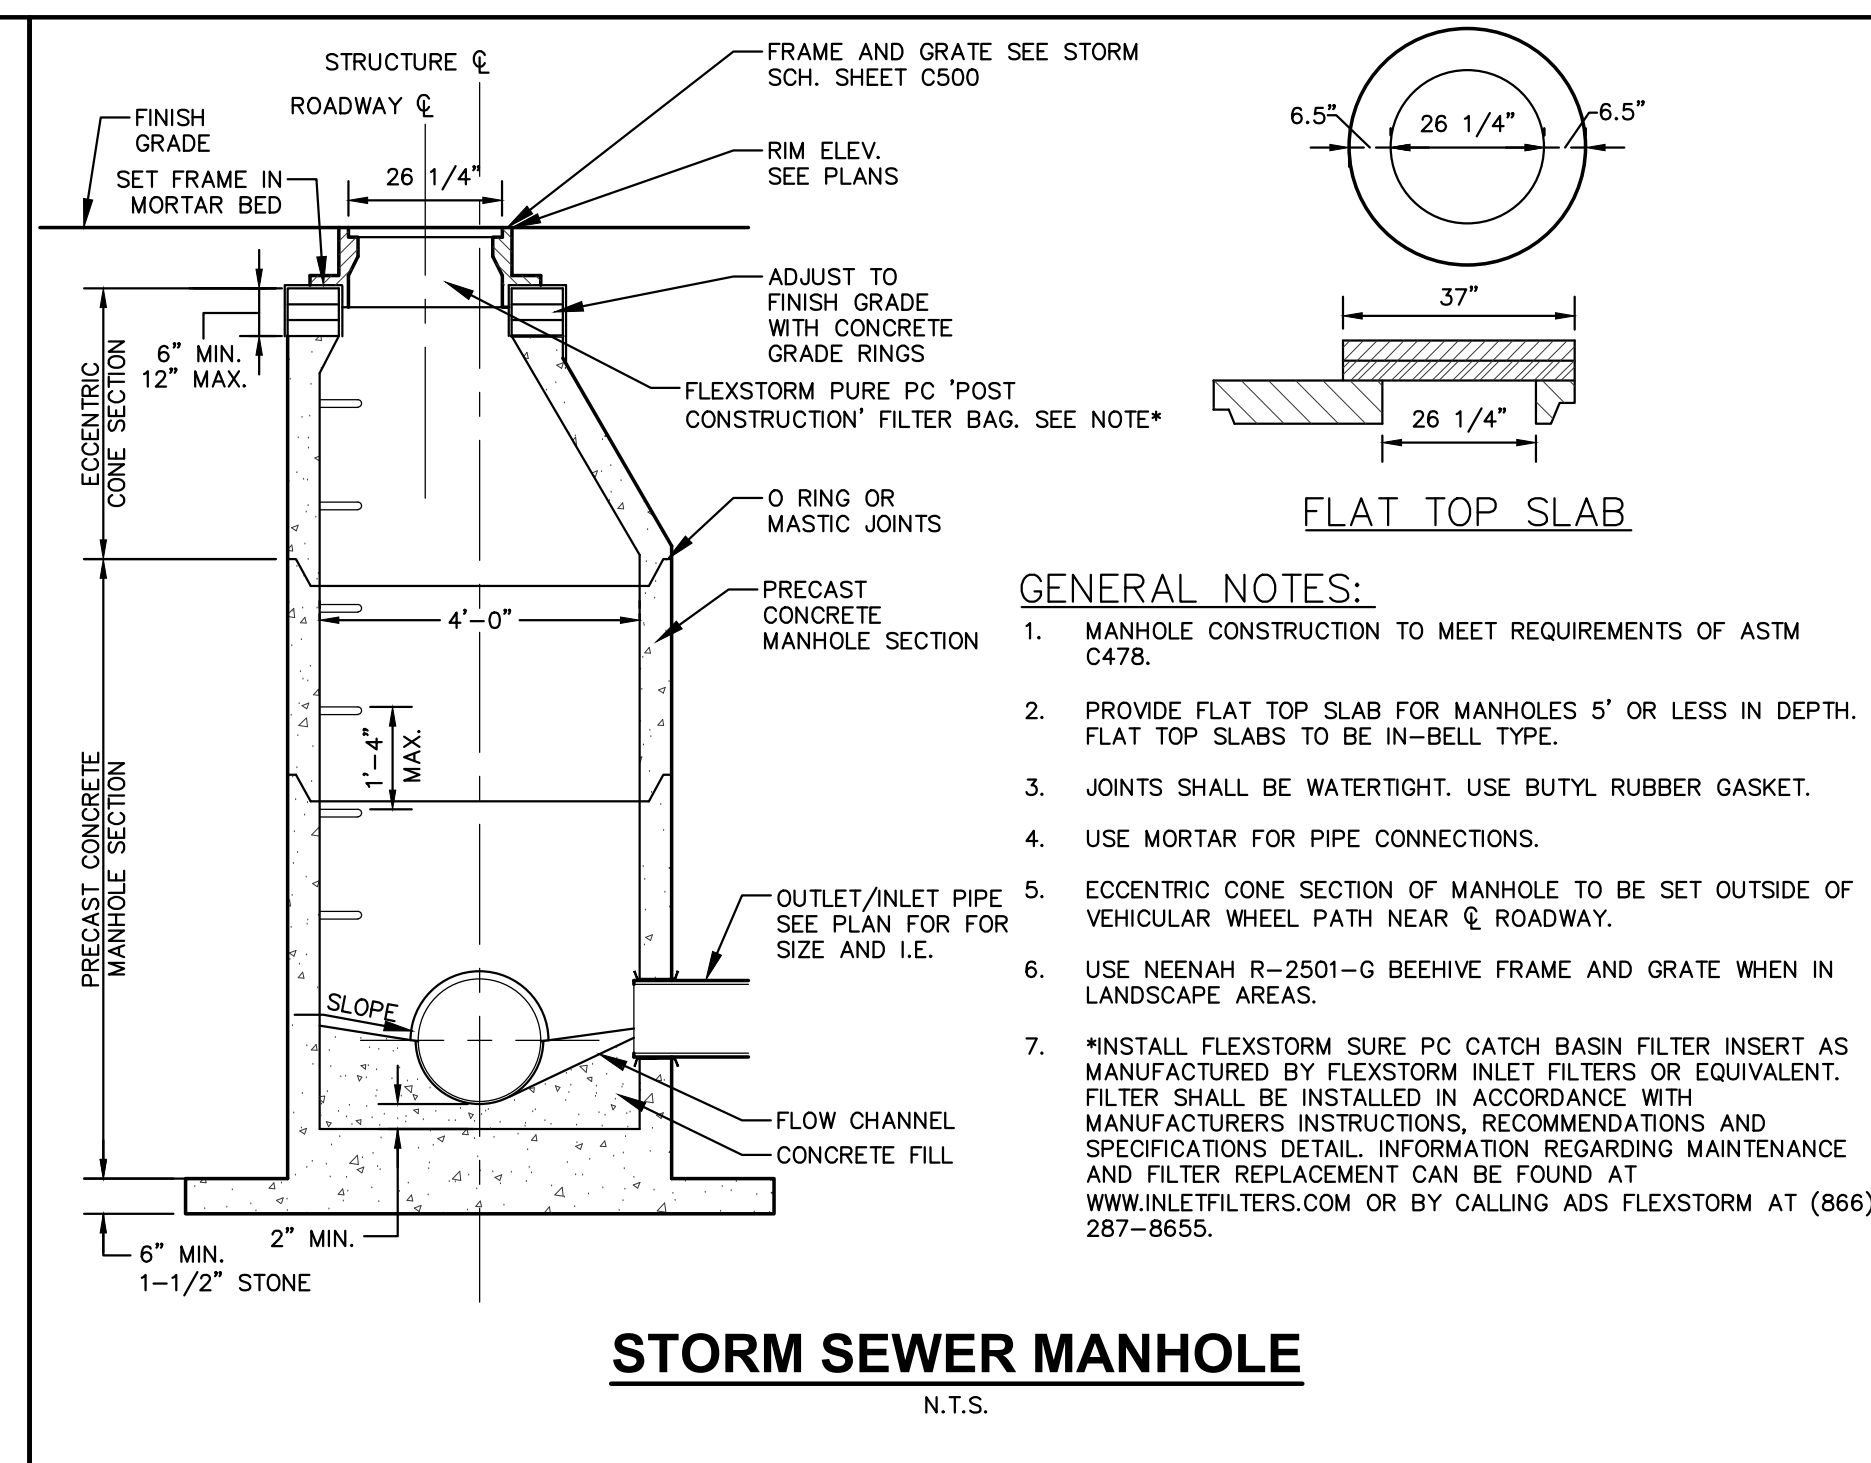 STRUCTURE ℄
ROADWAY ℄
FINISH
GRADE
SET FRAME IN
MORTAR BED
26 1/4"
FRAME AND GRATE SEE STORM
SCH. SHEET C500
RIM ELEV.
SEE PLANS
ADJUST TO
FINISH GRADE
WITH CONCRETE
GRADE RINGS
6" MIN.
12" MAX.
ECCENTRIC
CONE SECTION
FLEXSTORM PURE PC 'POST
CONSTRUCTION' FILTER BAG. SEE NOTE*
O RING OR
MASTIC JOINTS
PRECAST
CONCRETE
MANHOLE SECTION
4'-0"
1'-4"
MAX.
PRECAST CONCRETE
MANHOLE SECTION
OUTLET/INLET PIPE
SEE PLAN FOR FOR
SIZE AND I.E.
SLOPE
FLOW CHANNEL
CONCRETE FILL
2" MIN.
6" MIN.
1-1/2" STONE
6.5"
26 1/4"
6.5"
37"
26 1/4"
FLAT TOP SLAB
GENERAL NOTES:
1. MANHOLE CONSTRUCTION TO MEET REQUIREMENTS OF ASTM
C478.
2. PROVIDE FLAT TOP SLAB FOR MANHOLES 5' OR LESS IN DEPTH.
FLAT TOP SLABS TO BE IN-BELL TYPE.
3. JOINTS SHALL BE WATERTIGHT. USE BUTYL RUBBER GASKET.
4. USE MORTAR FOR PIPE CONNECTIONS.
5. ECCENTRIC CONE SECTION OF MANHOLE TO BE SET OUTSIDE OF
VEHICULAR WHEEL PATH NEAR ℄ ROADWAY.
6. USE NEENAH R-2501-G BEEHIVE FRAME AND GRATE WHEN IN
LANDSCAPE AREAS.
7. *INSTALL FLEXSTORM SURE PC CATCH BASIN FILTER INSERT AS
MANUFACTURED BY FLEXSTORM INLET FILTERS OR EQUIVALENT.
FILTER SHALL BE INSTALLED IN ACCORDANCE WITH
MANUFACTURERS INSTRUCTIONS, RECOMMENDATIONS AND
SPECIFICATIONS DETAIL. INFORMATION REGARDING MAINTENANCE
AND FILTER REPLACEMENT CAN BE FOUND AT
WWW.INLETFILTERS.COM OR BY CALLING ADS FLEXSTORM AT (866)
287-8655.
STORM SEWER MANHOLE
N.T.S.